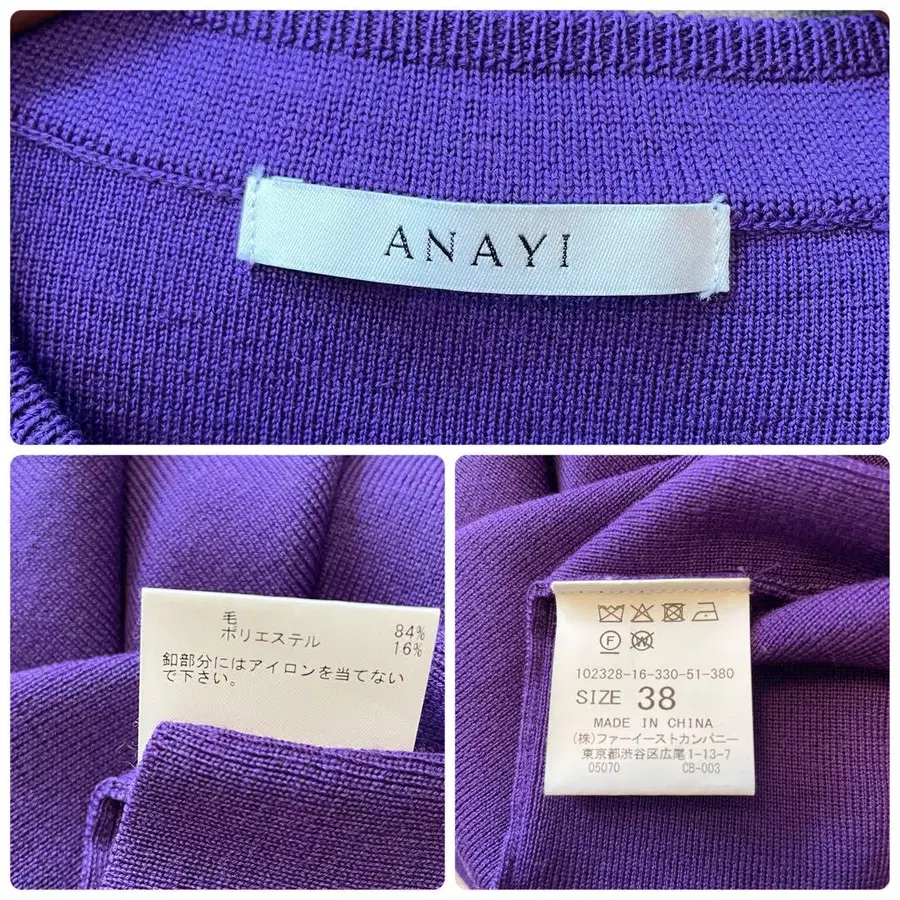 ANAYI
毛 84%
ポリエステル 16%
釦部分にはアイロンを当てない
で下さい。
F W
102328-16-330-51-380
SIZE 38
MADE IN CHINA
(株)ファーイーストカンパニー
東京都渋谷区広尾1-13-7
05070 CB-003